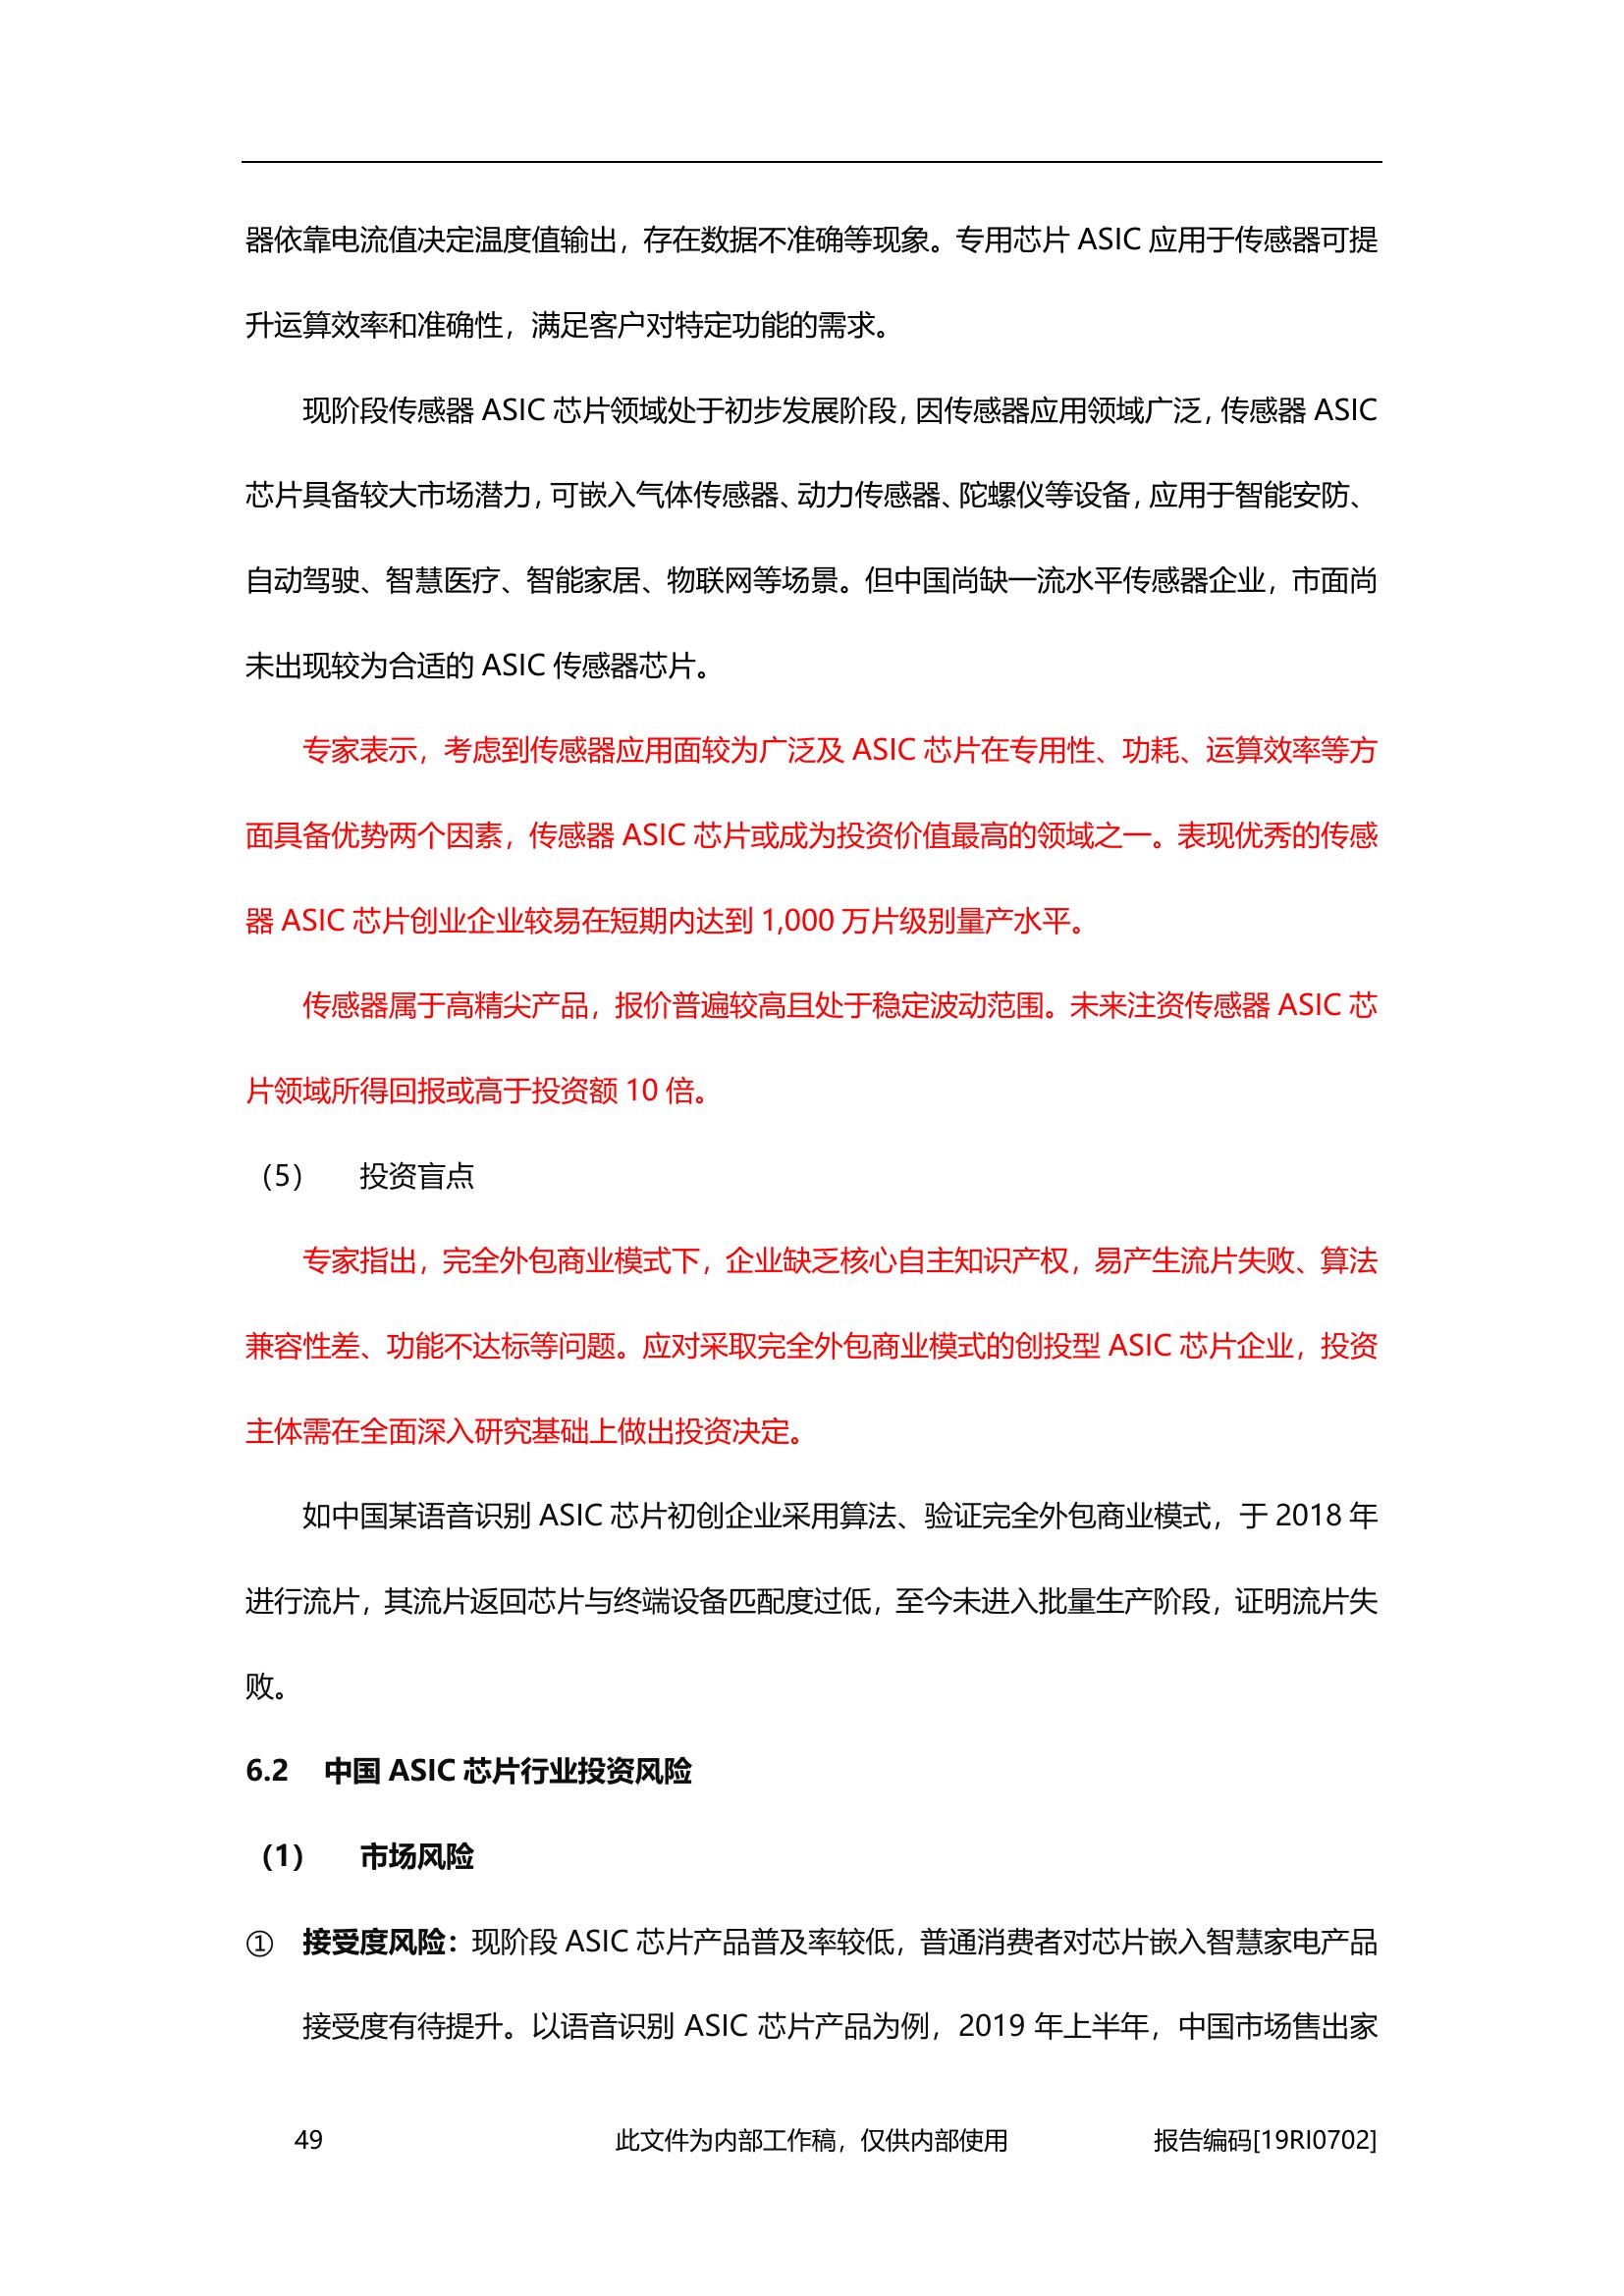 器依靠电流值决定温度值输出，存在数据不准确等现象。专用芯片 ASIC 应用于传感器可提
升运算效率和准确性，满足客户对特定功能的需求。
现阶段传感器 ASIC 芯片领域处于初步发展阶段，因传感器应用领域广泛，传感器 ASIC
芯片具备较大市场潜力，可嵌入气体传感器、动力传感器、陀螺仪等设备，应用于智能安防、
自动驾驶、智慧医疗、智能家居、物联网等场景。但中国尚缺一流水平传感器企业，市面尚
未出现较为合适的 ASIC 传感器芯片。
专家表示，考虑到传感器应用面较为广泛及 ASIC 芯片在专用性、功耗、运算效率等方
面具备优势两个因素，传感器 ASIC 芯片或成为投资价值最高的领域之一。表现优秀的传感
器 ASIC 芯片创业企业较易在短期内达到 1,000 万片级别量产水平。
传感器属于高精尖产品，报价普遍较高且处于稳定波动范围。未来注资传感器 ASIC 芯
片领域所得回报或高于投资额 10 倍。
（5） 投资盲点
专家指出，完全外包商业模式下，企业缺乏核心自主知识产权，易产生流片失败、算法
兼容性差、功能不达标等问题。应对采取完全外包商业模式的创投型 ASIC 芯片企业，投资
主体需在全面深入研究基础上做出投资决定。
如中国某语音识别 ASIC 芯片初创企业采用算法、验证完全外包商业模式，于 2018 年
进行流片，其流片返回芯片与终端设备匹配度过低，至今未进入批量生产阶段，证明流片失
败。
6.2 中国 ASIC 芯片行业投资风险
（1） 市场风险
① 接受度风险：现阶段 ASIC 芯片产品普及率较低，普通消费者对芯片嵌入智慧家电产品
接受度有待提升。以语音识别 ASIC 芯片产品为例，2019 年上半年，中国市场售出家
49 此文件为内部工作稿，仅供内部使用 报告编码[19RI0702]